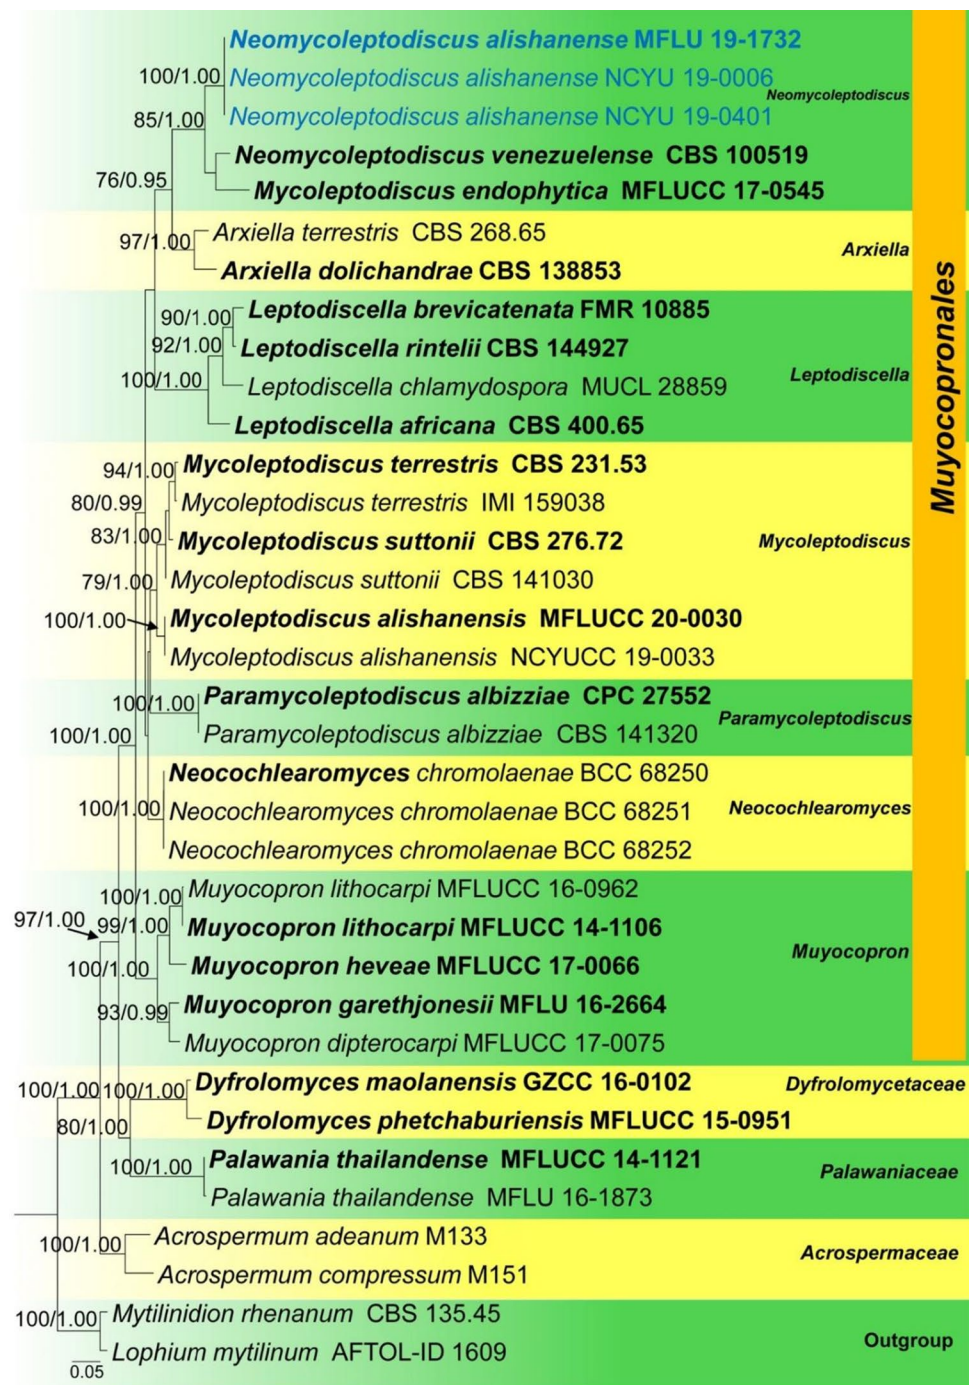 Neomycoleptodiscus alishanense MFLU 19-1732
100/1.00
Neomycoleptodiscus alishanense NCYU 19-0006
Neomycoleptodiscus
Neomycoleptodiscus alishanense NCYU 19-0401
85/1.00
Neomycoleptodiscus venezuelense CBS 100519
76/0.95
Mycoleptodiscus endophytica MFLUCC 17-0545
Arxiella terrestris CBS 268.65
97/1.00
Arxiella
Arxiella dolichandrae CBS 138853
Muyocopronales
Leptodiscella brevicatenata FMR 10885
90/1.00
Leptodiscella rintelii CBS 144927
92/1.00
Leptodiscella
Leptodiscella chlamydospora MUCL 28859
100/1.00
Leptodiscella africana CBS 400.65
Mycoleptodiscus terrestris CBS 231.53
94/1.00
Mycoleptodiscus terrestris IMI 159038
80/0.99
Mycoleptodiscus suttonii CBS 276.72
83/1.00
Mycoleptodiscus
Mycoleptodiscus suttonii CBS 141030
79/1.00
Mycoleptodiscus alishanensis MFLUCC 20-0030
100/1.00
Mycoleptodiscus alishanensis NCYUCC 19-0033
Paramycoleptodiscus albizziae CPC 27552
100/1.00
Paramycoleptodiscus
Paramycoleptodiscus albizziae CBS 141320
100/1.00
Neocochlearomyces chromolaenae BCC 68250
100/1.00
Neocochlearomyces chromolaenae BCC 68251
Neocochlearomyces
Neocochlearomyces chromolaenae BCC 68252
Muyocopron lithocarpi MFLUCC 16-0962
100/1.00
97/1.00
99/1.00
Muyocopron lithocarpi MFLUCC 14-1106
Muyocopron
Muyocopron heveae MFLUCC 17-0066
100/1.00
Muyocopron garethjonesii MFLU 16-2664
93/0.99
Muyocopron dipterocarpi MFLUCC 17-0075
Dyfrolomyces maolanensis GZCC 16-0102
Dyfrolomycetaceae
100/1.00
100/1.00
Dyfrolomyces phetchaburiensis MFLUCC 15-0951
80/1.00
Palawania thailandense MFLUCC 14-1121
100/1.00
Palawaniaceae
Palawania thailandense MFLU 16-1873
Acrospermum adeanum M133
100/1.00
Acrospermaceae
Acrospermum compressum M151
Mytilinidion rhenanum CBS 135.45
100/1.00
Outgroup
Lophium mytilinum AFTOL-ID 1609
0.05